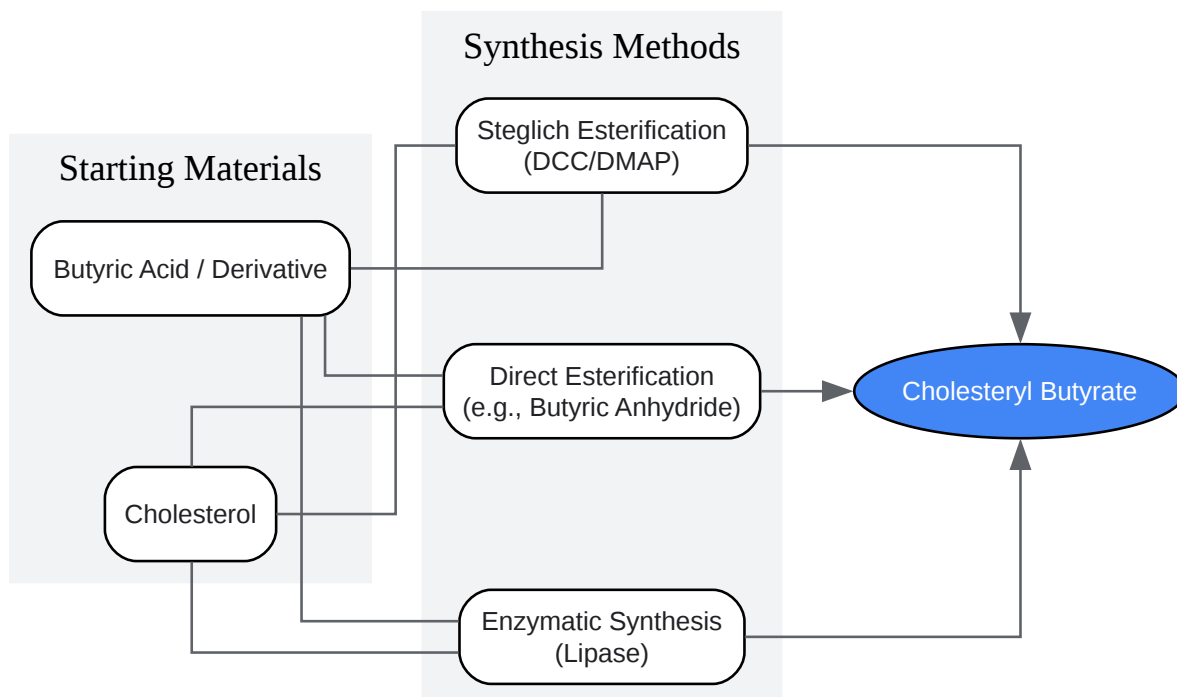 Synthesis Methods
Steglich Esterification
(DCC/DMAP)
Starting Materials
Butyric Acid / Derivative
Direct Esterification
(e.g., Butyric Anhydride)
Cholesteryl Butyrate
Cholesterol
Enzymatic Synthesis
(Lipase)